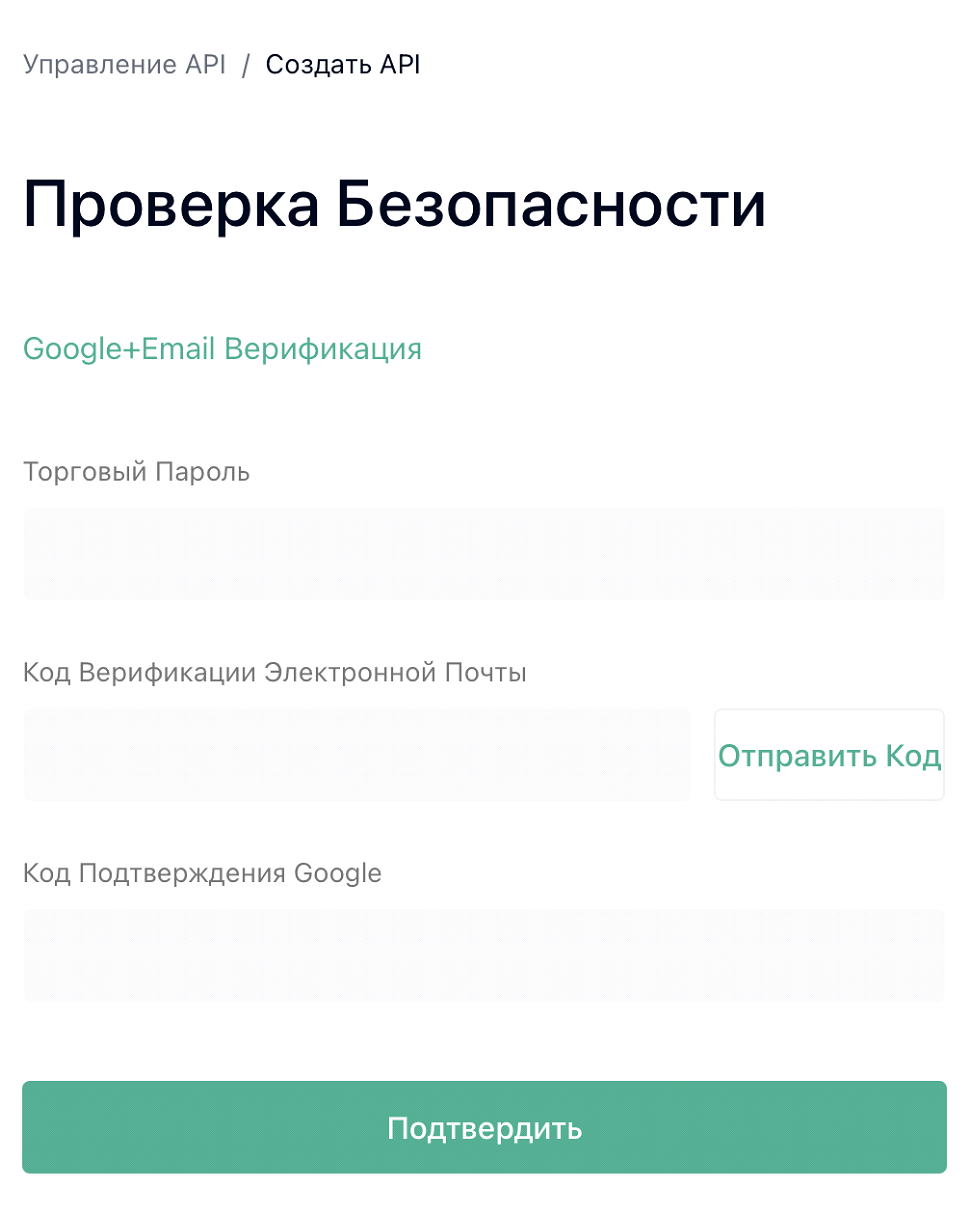 Управление API / Создать API
Проверка Безопасности
Google+Email Верификация
Торговый Пароль
Код Верификации Электронной Почты
Отправить Код
Код Подтверждения Google
Подтвердить